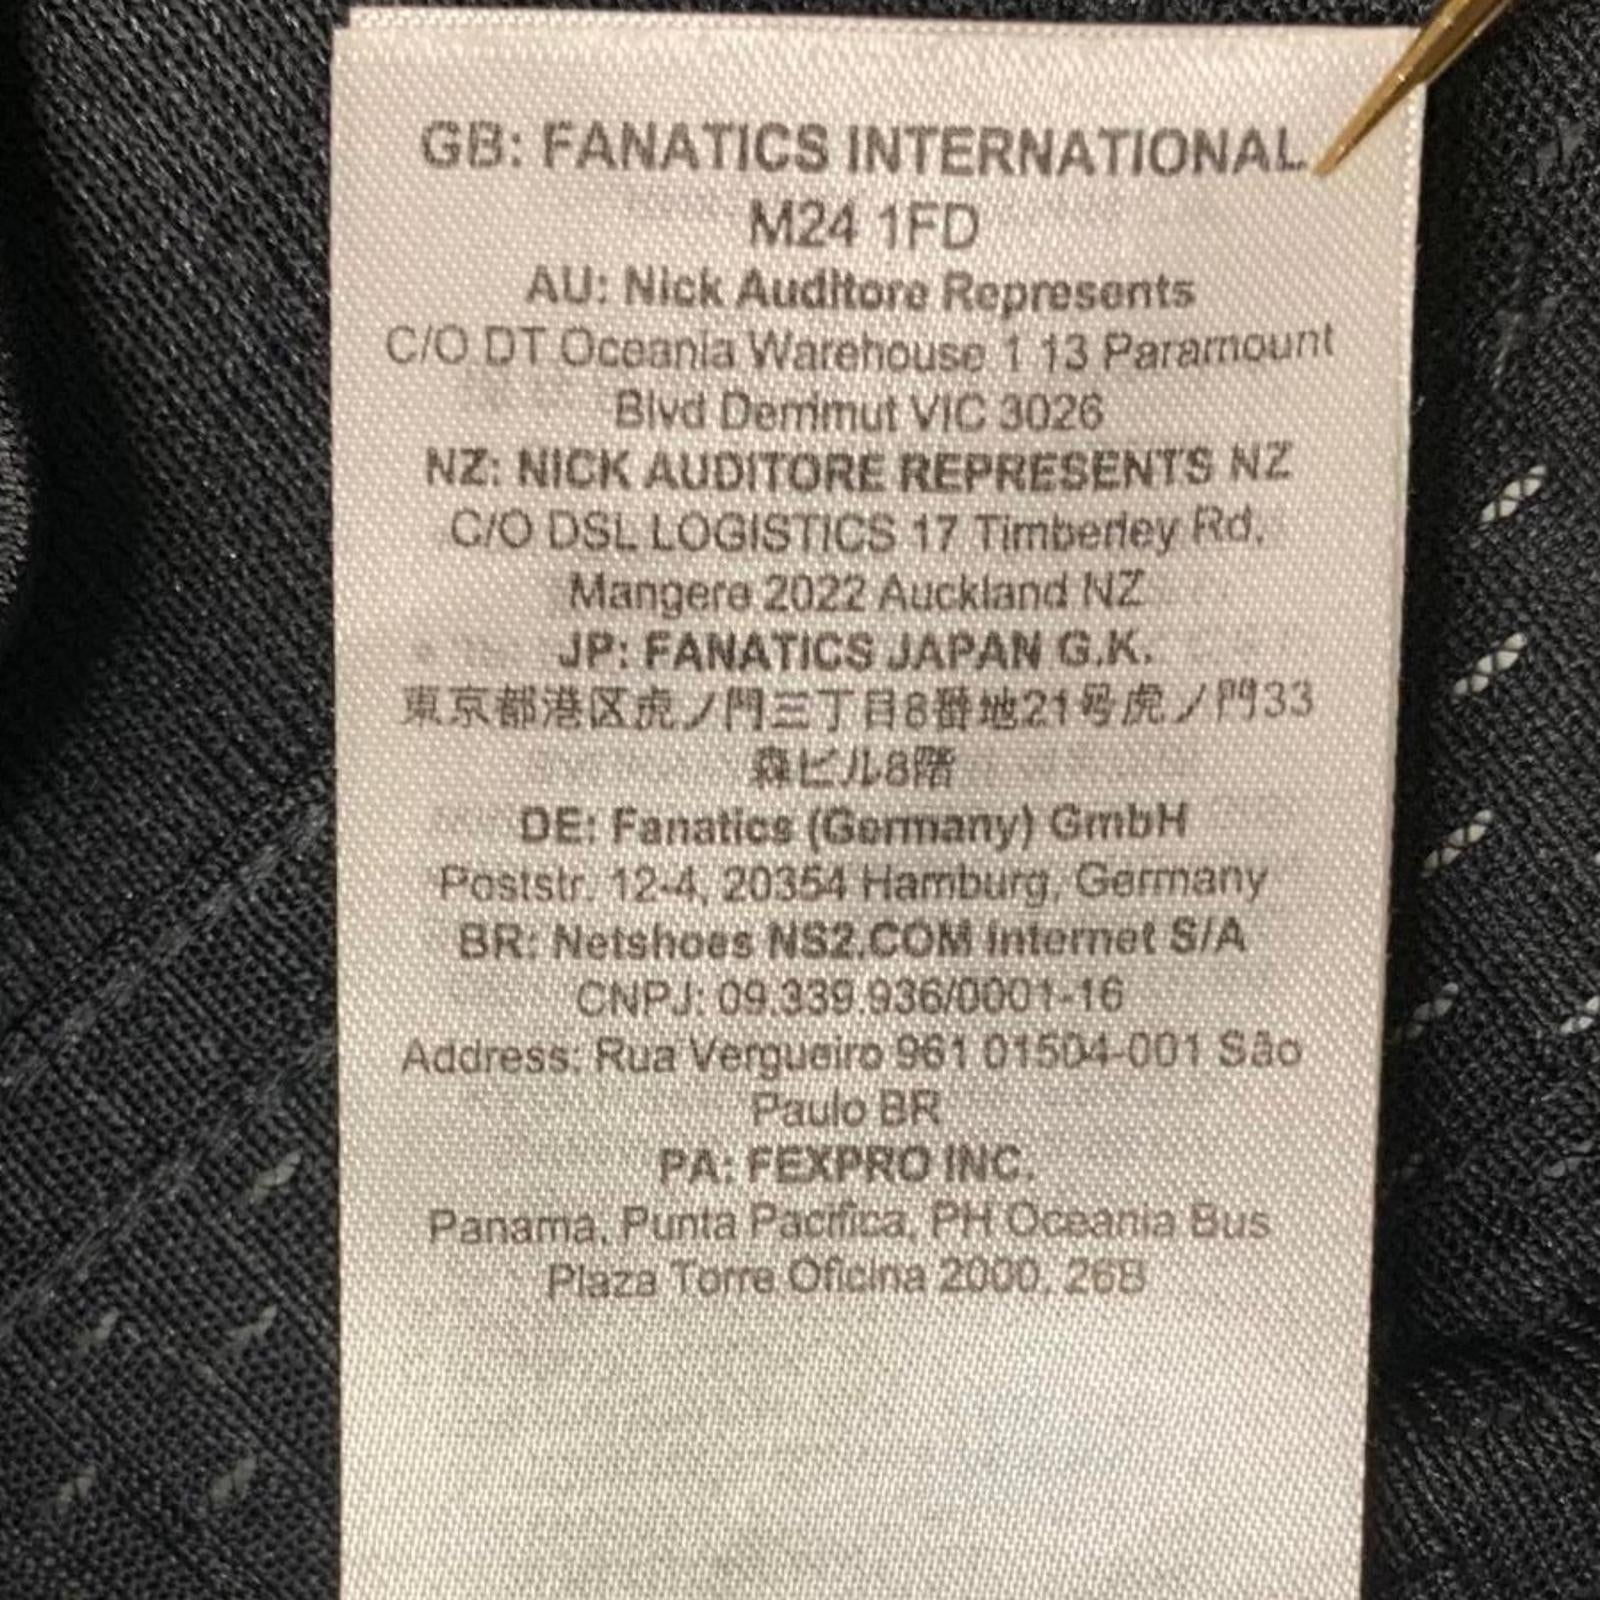 GB: FANATICS INTERNATIONAL
M24 1FD
AU: Nick Auditore Represents
C/O DT Oceania Warehouse 1 13 Paramount
Blvd Derrimut VIC 3026
NZ: NICK AUDITORE REPRESENTS NZ
C/O DSL LOGISTICS 17 Timberley Rd,
Mangere 2022 Auckland NZ
JP: FANATICS JAPAN G.K.
東京都港区虎ノ門三丁目8番地21号虎ノ門33
森ビル8階
DE: Fanatics (Germany) GmbH
Poststr. 12-4, 20354 Hamburg, Germany
BR: Netshoes NS2.COM Internet S/A
CNPJ: 09.339.936/0001-16
Address: Rua Vergueiro 961 01504-001 São
Paulo BR
PA: FEXPRO INC.
Panamá, Punta Pacífica, PH Oceania Bus
Plaza Torre Oficina 2000, 26B